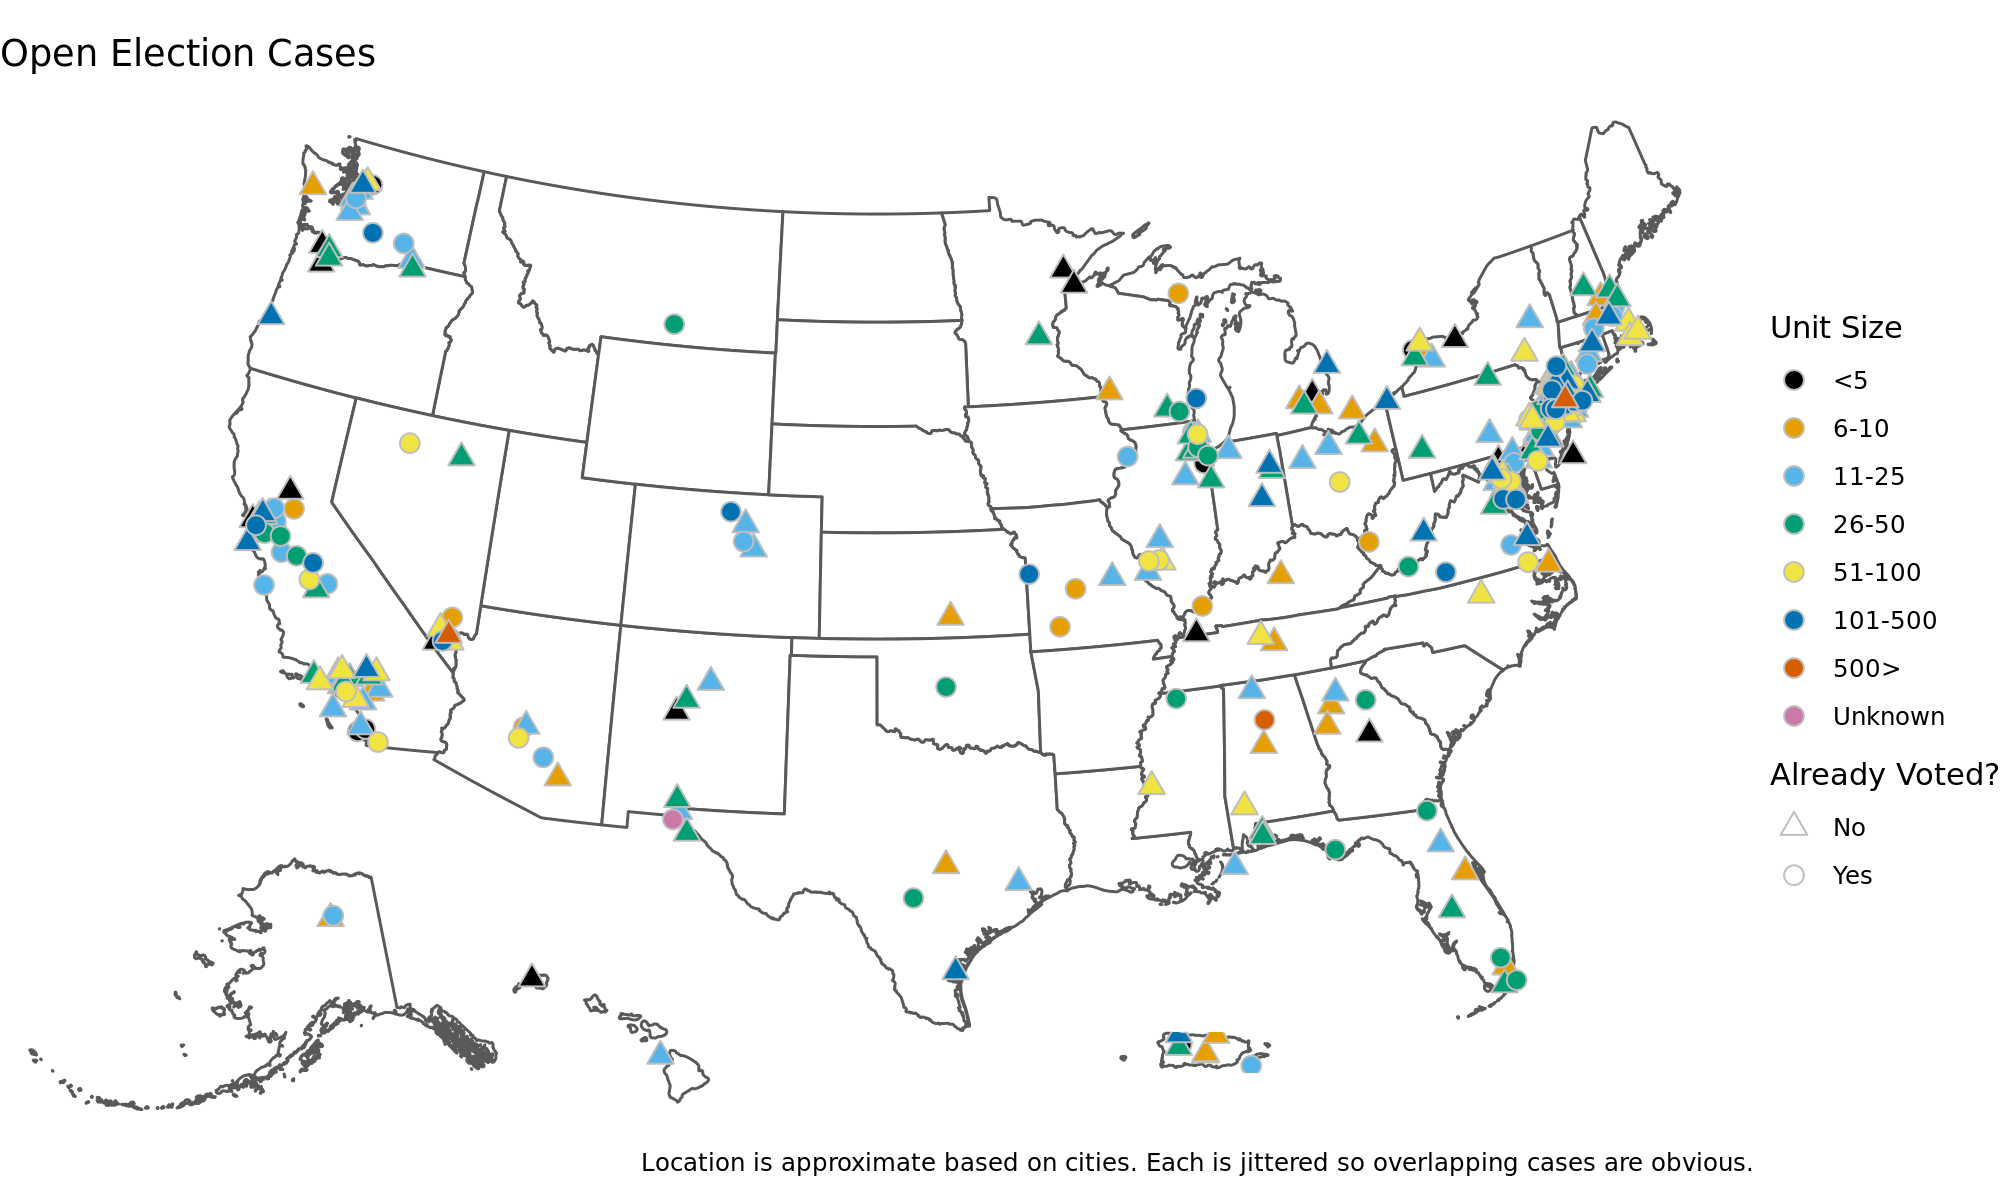 Open Election Cases
Unit Size
<5
6-10
11-25
26-50
51-100
101-500
500>
Unknown
Already Voted?
No
Yes
Location is approximate based on cities. Each is jittered so overlapping cases are obvious.